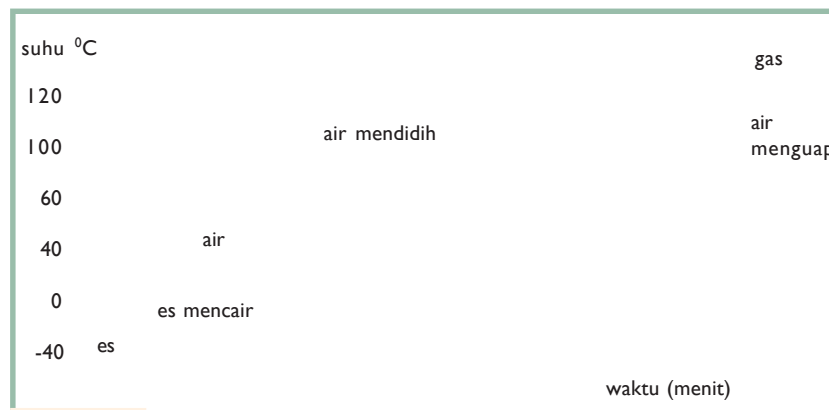 suhu ⁰C
gas
120
air mendidih
air
menguap
100
60
air
40
0
es mencair
es
-40
waktu (menit)